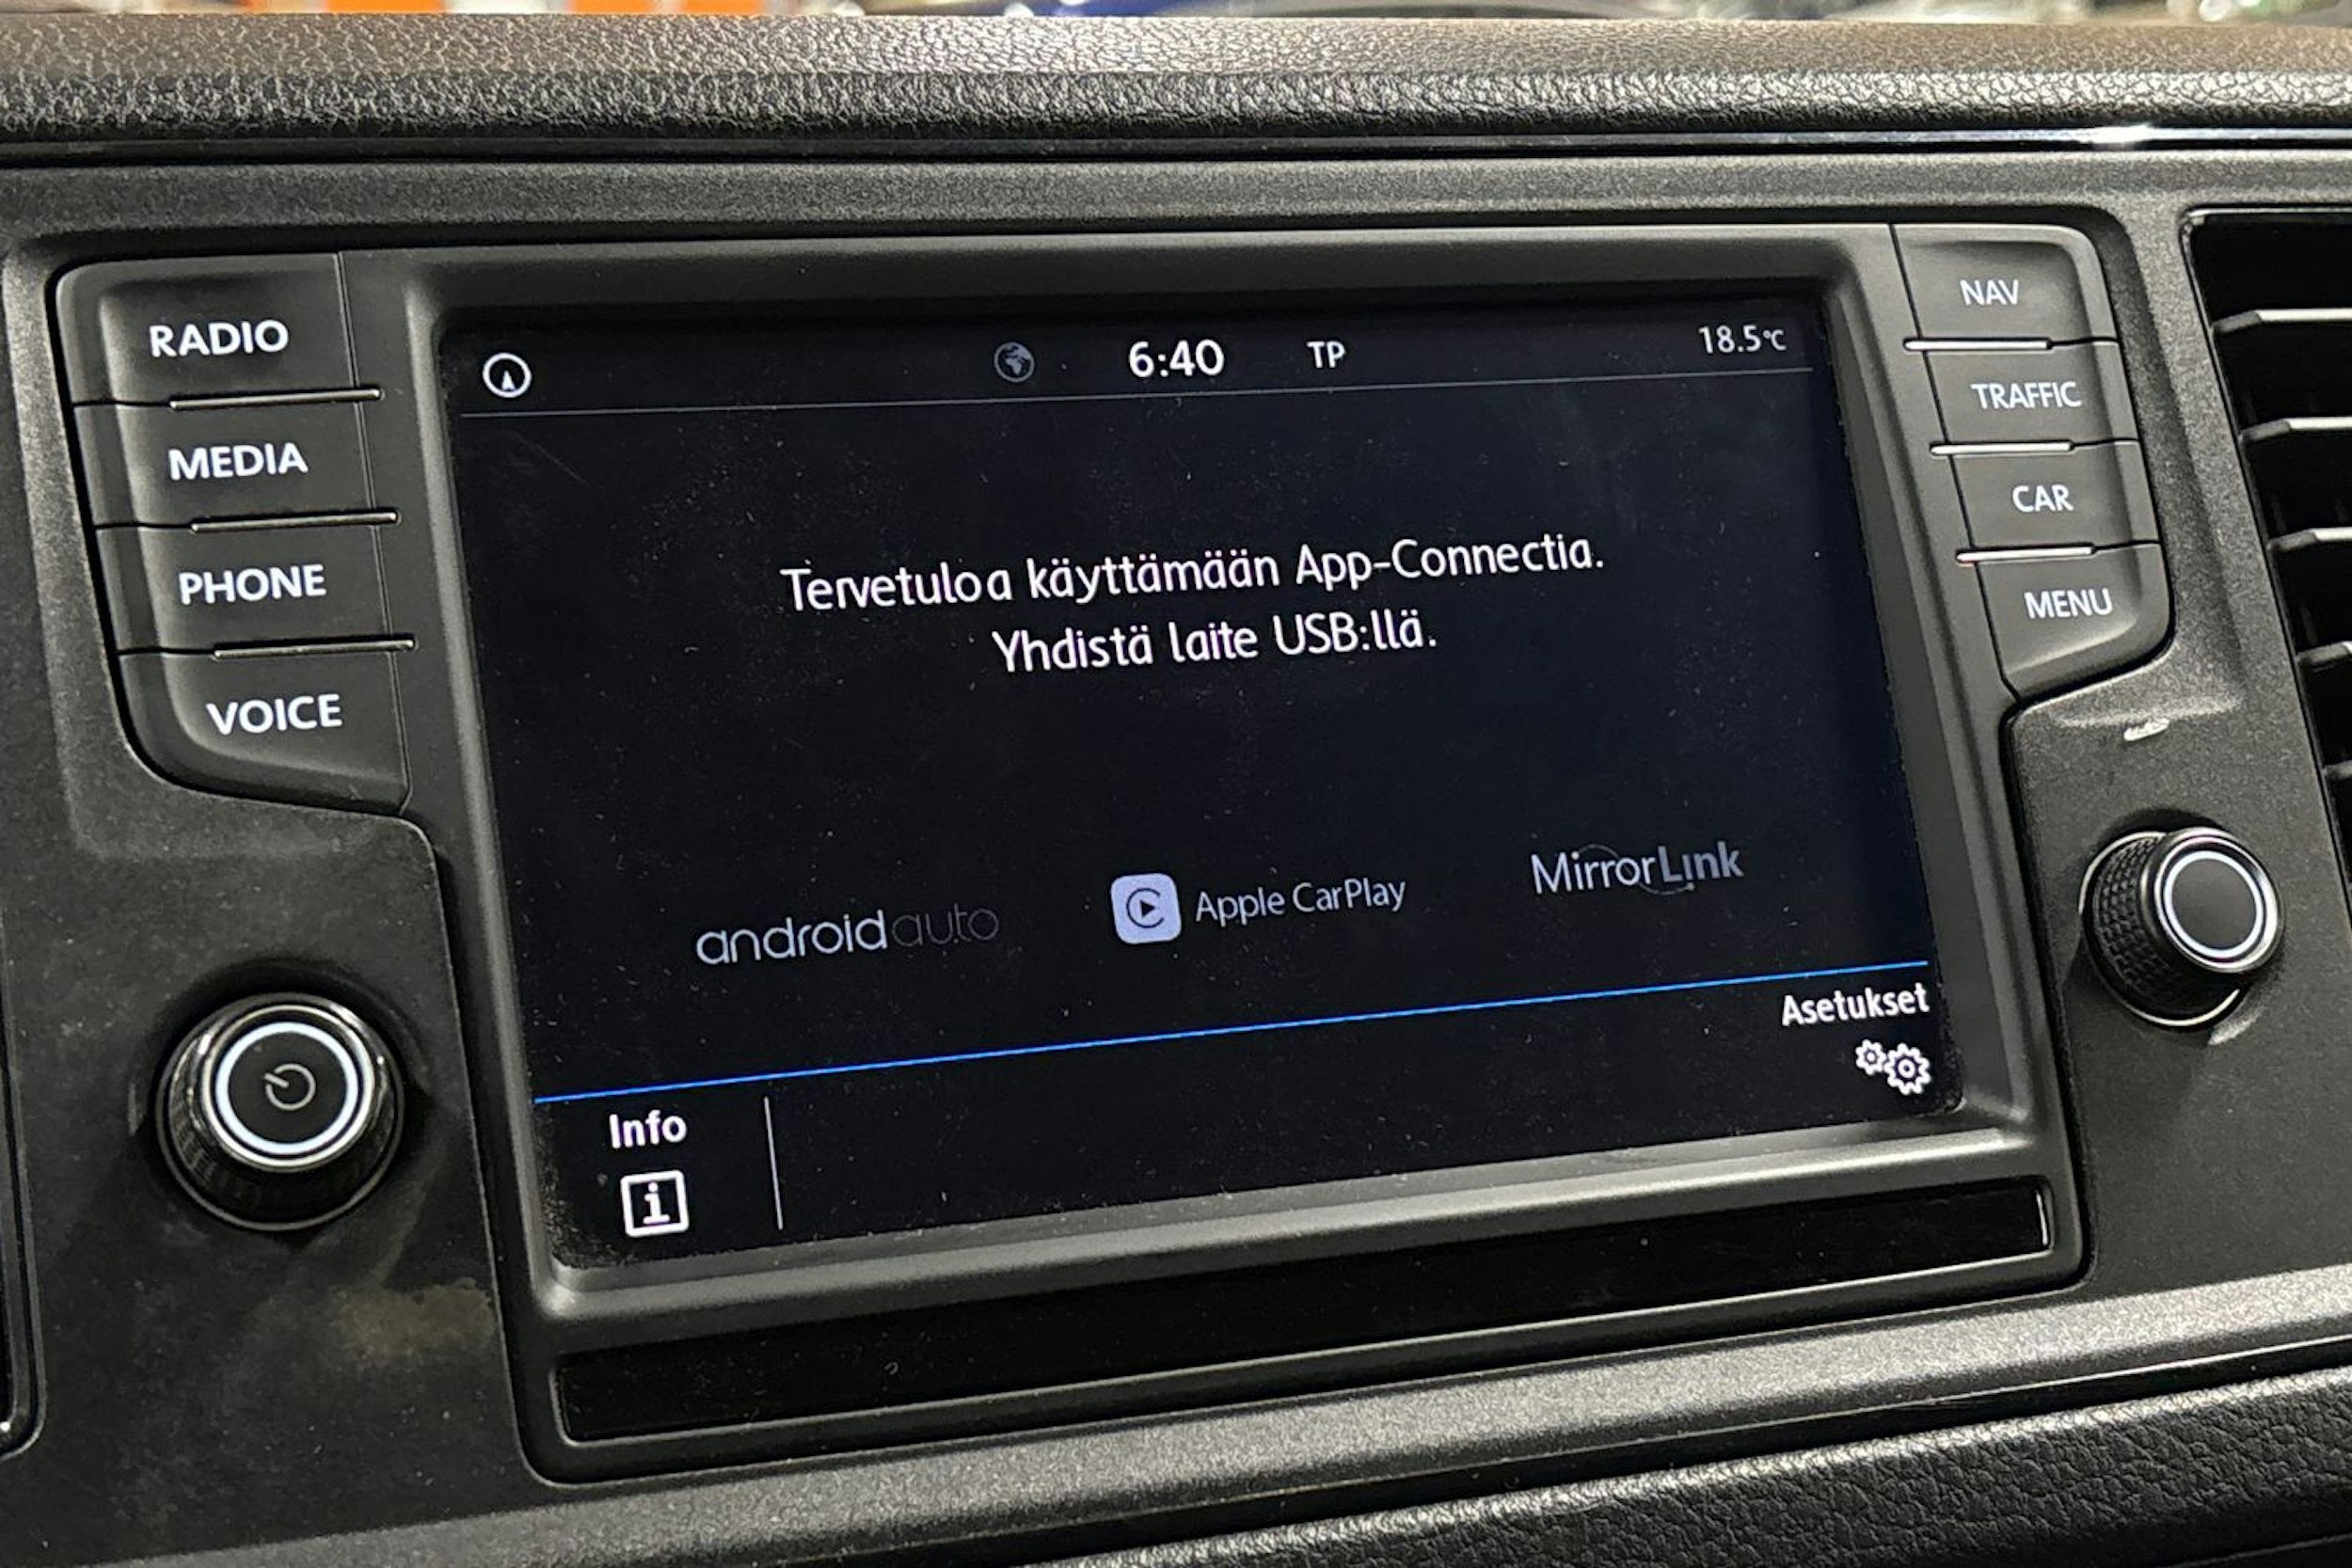 RADIO
MEDIA
PHONE
VOICE
6:40 TP 18.5°C
Tervetuloa käyttämään App-Connectia.
Yhdistä laite USB:llä.
androidauto
Apple CarPlay
MirrorLink
Info
Asetukset
NAV
TRAFFIC
CAR
MENU